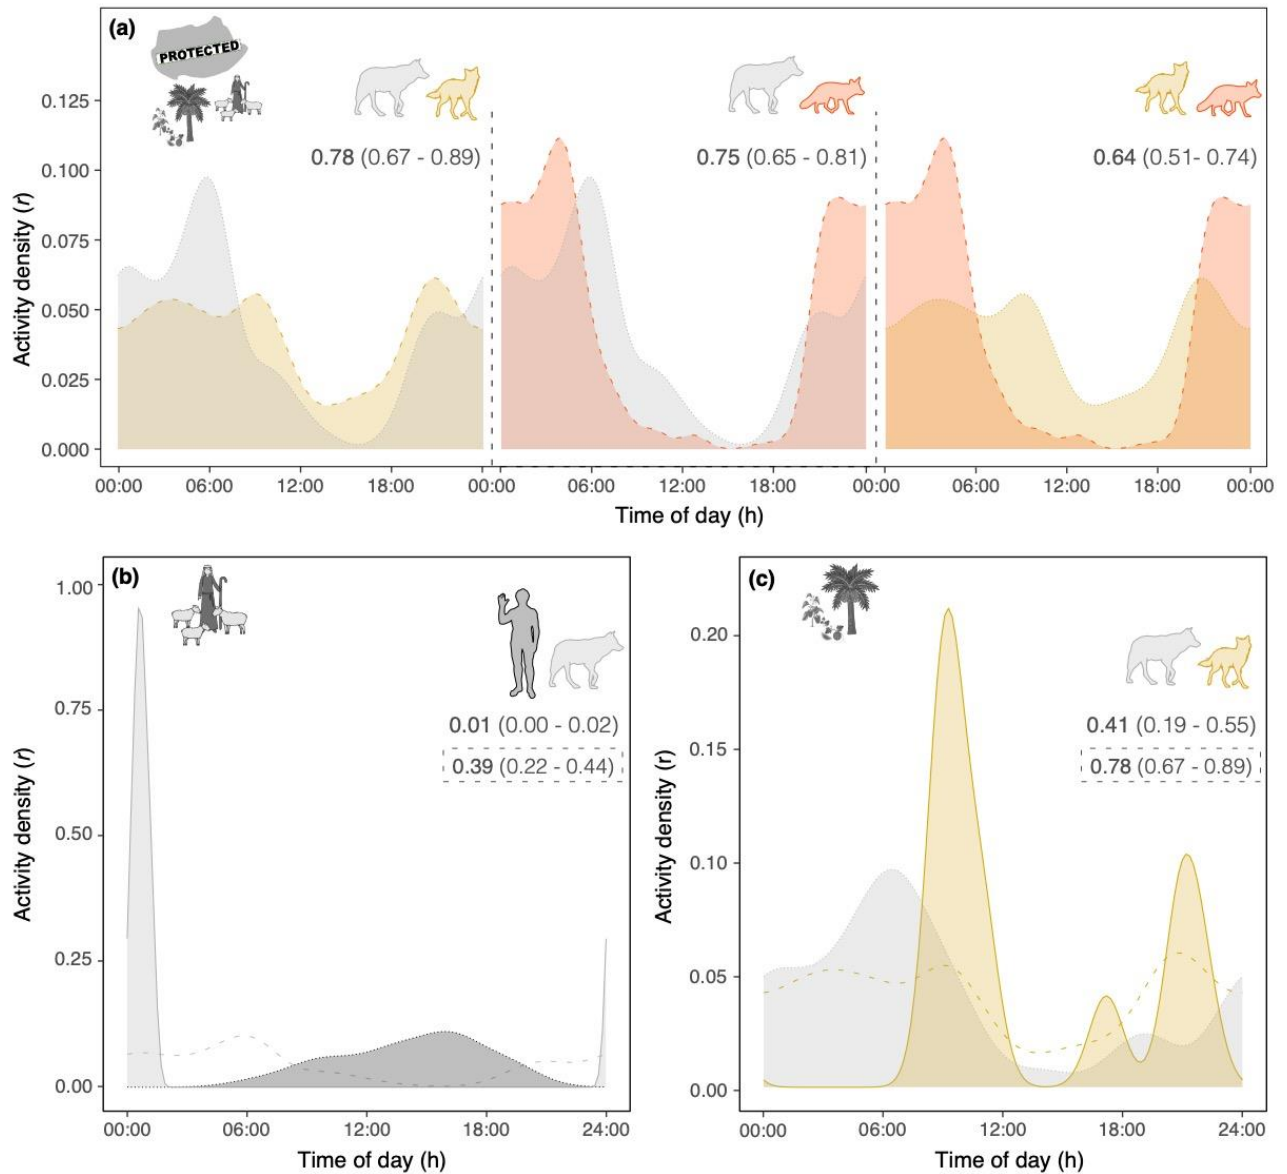 (a)
PROTECTED
0.78 (0.67 - 0.89)
0.75 (0.65 - 0.81)
0.64 (0.51- 0.74)
Activity density (r)
0.125
0.100
0.075
0.050
0.025
0.000
00:00 06:00 12:00 18:00 00:00 06:00 12:00 18:00 00:00 06:00 12:00 18:00 00:00
Time of day (h)
(b)
0.01 (0.00 - 0.02)
0.39 (0.22 - 0.44)
Activity density (r)
1.00
0.75
0.50
0.25
0.00
00:00 06:00 12:00 18:00 24:00
Time of day (h)
(c)
0.41 (0.19 - 0.55)
0.78 (0.67 - 0.89)
Activity density (r)
0.20
0.15
0.10
0.05
0.00
00:00 06:00 12:00 18:00 24:00
Time of day (h)